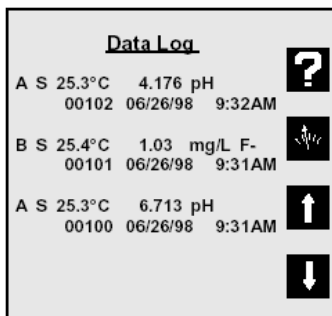 Data Log
A S 25.3°C 4.176 pH
00102 06/26/98 9:32AM
B S 25.4°C 1.03 mg/L F-
00101 06/26/98 9:31AM
A S 25.3°C 6.713 pH
00100 06/26/98 9:31AM
?